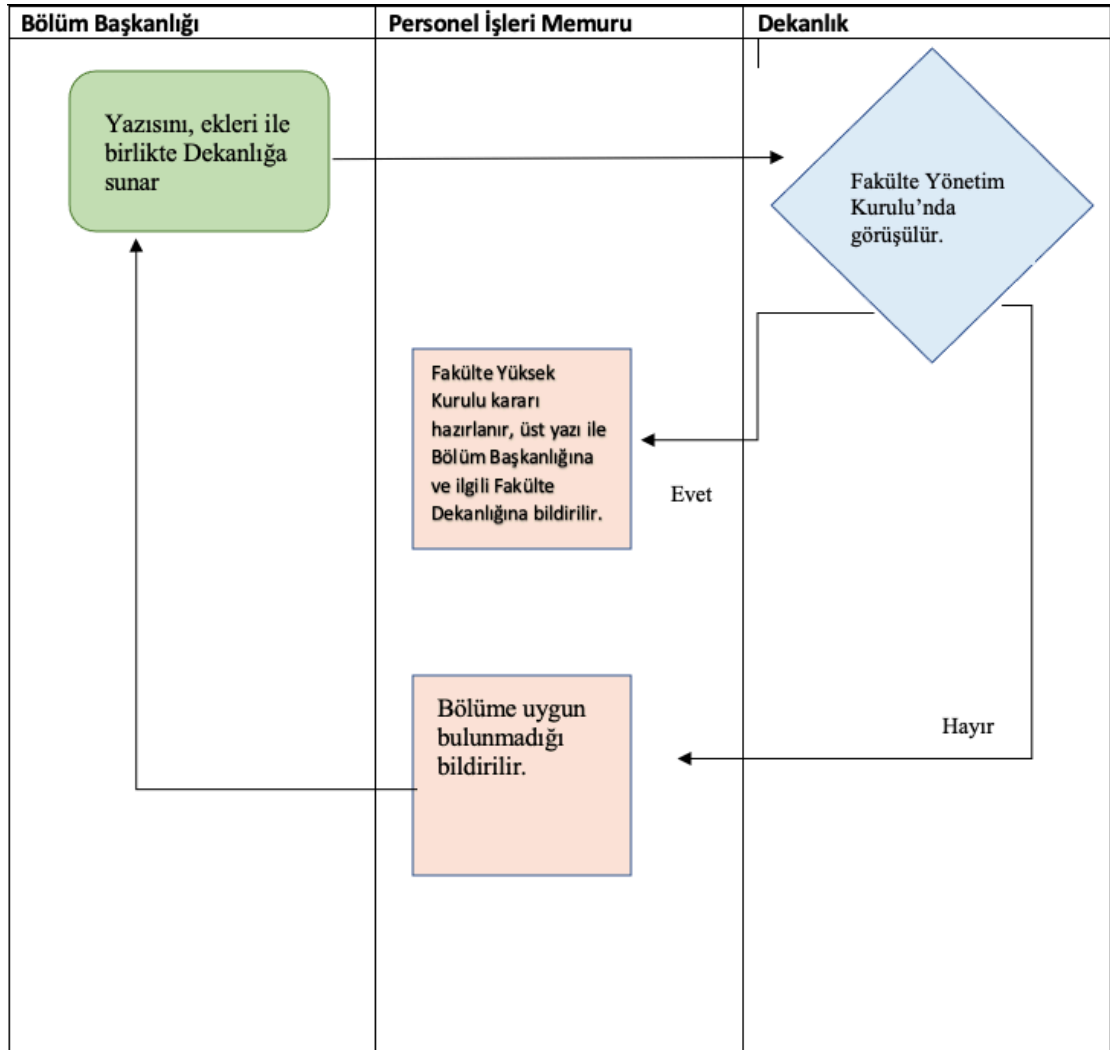 Bölüm Başkanlığı
Personel İşleri Memuru
Dekanlık
Yazısını, ekleri ile
birlikte Dekanlığa
sunar
Fakülte Yönetim
Kurulu’nda
görüşülür.
Fakülte Yüksek
Kurulu kararı
hazırlanır, üst yazı ile
Bölüm Başkanlığına
ve ilgili Fakülte
Dekanlığına bildirilir.
Evet
Bölüme uygun
bulunmadığı
bildirilir.
Hayır